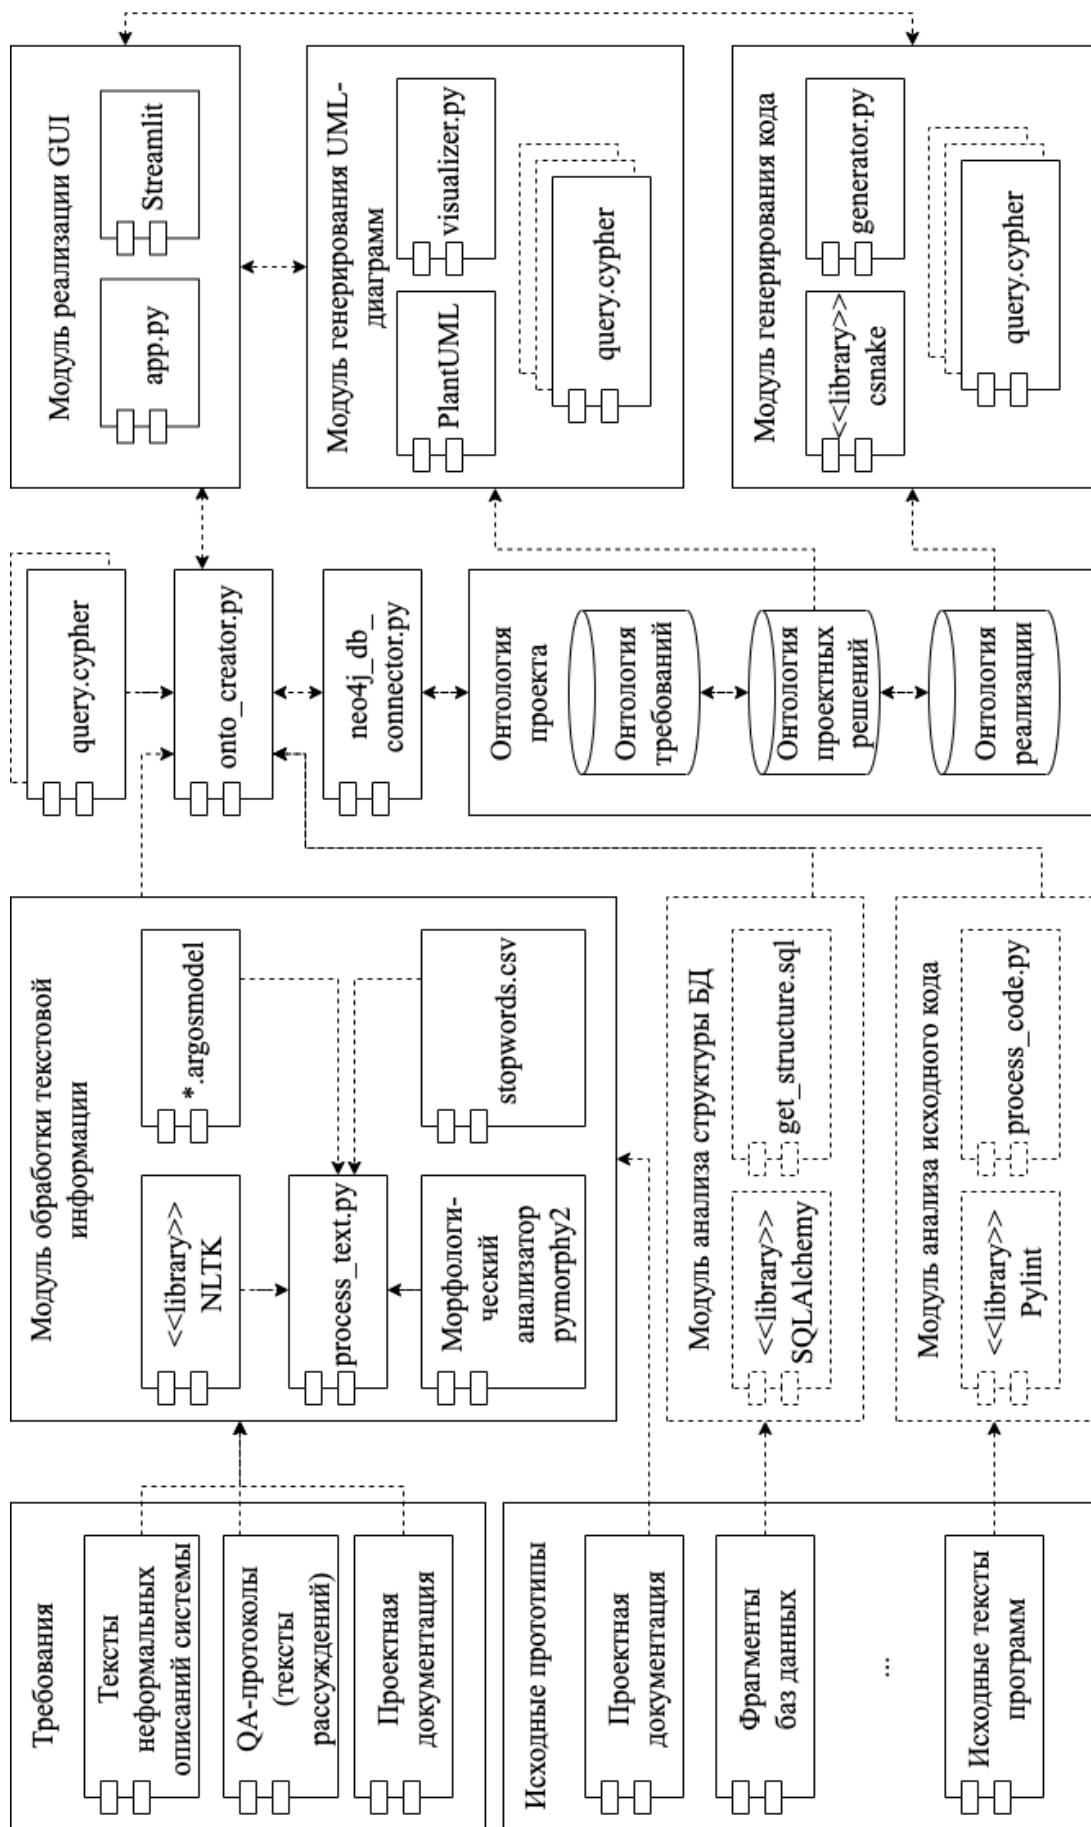 Требования
Тексты
неформальных
описаний системы
QA-протоколы
(тексты
рассуждений)
Проектная
документация
Исходные прототипы
Проектная
документация
Фрагменты
баз данных
...
Исходные тексты
программ
Модуль обработки текстовой
информации
<<library>>
NLTK
*.argosmodel
process_text.py
Морфологи-
ческий
анализатор
pymorphy2
stopwords.csv
Модуль анализа структуры БД
<<library>>
SQLAlchemy
get_structure.sql
Модуль анализа исходного кода
<<library>>
Pylint
process_code.py
query.cypher
onto_creator.py
neo4j_db_
connector.py
Онтология
проекта
Онтология
требований
Онтология
проектных
решений
Онтология
реализации
Модуль реализации GUI
app.py
Streamlit
Модуль генерирования UML-
диаграмм
PlantUML
visualizer.py
query.cypher
Модуль генерирования кода
<<library>>
csnake
generator.py
query.cypher